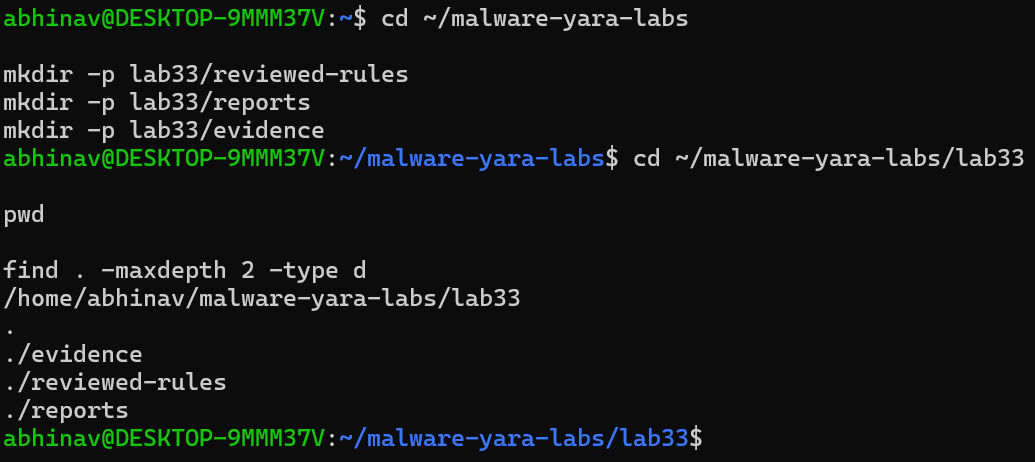 abhinav@DESKTOP-9MMM37V:~$ cd ~/malware-yara-labs
mkdir -p lab33/reviewed-rules
mkdir -p lab33/reports
mkdir -p lab33/evidence
abhinav@DESKTOP-9MMM37V:~/malware-yara-labs$ cd ~/malware-yara-labs/lab33
pwd
find . -maxdepth 2 -type d
/home/abhinav/malware-yara-labs/lab33
.
./evidence
./reviewed-rules
./reports
abhinav@DESKTOP-9MMM37V:~/malware-yara-labs/lab33$